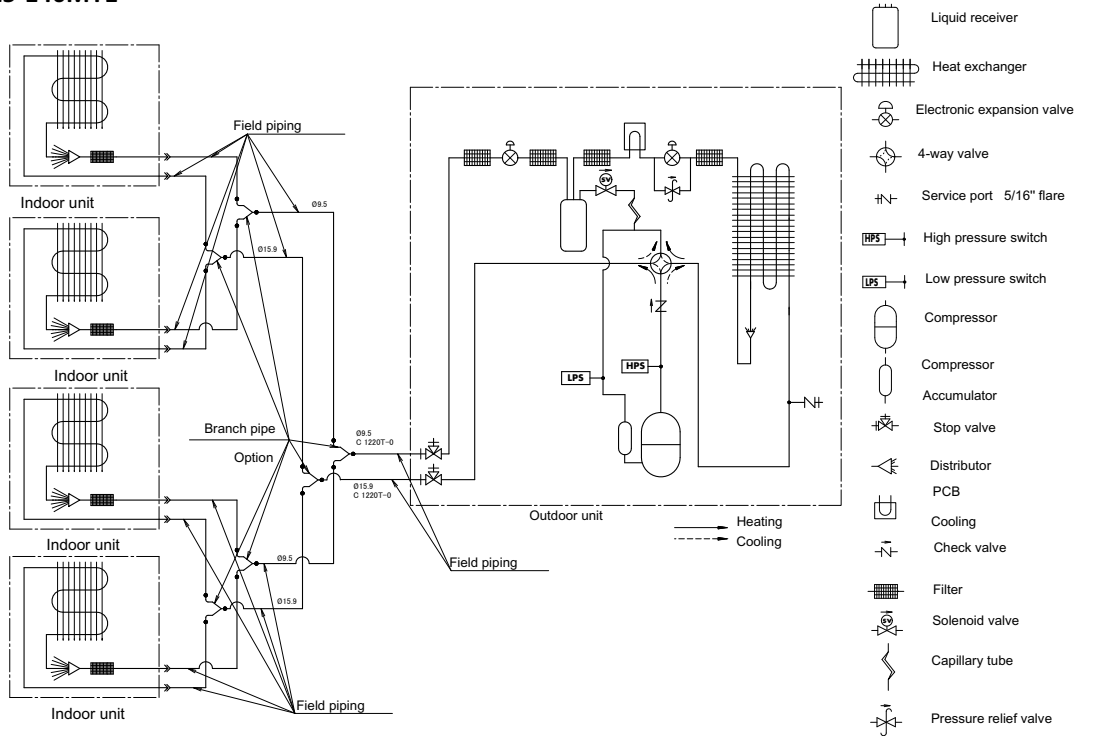 Indoor unit
Indoor unit
Indoor unit
Indoor unit
Field piping
Ø9.5
Ø15.9
Branch pipe
Option
Ø9.5
C 1220T-0
Ø15.9
C 1220T-0
Ø9.5
Ø15.9
Field piping
Field piping
SV
LPS
HPS
Outdoor unit
Heating
Cooling
Liquid receiver
Heat exchanger
Electronic expansion valve
4-way valve
Service port 5/16" flare
HPS
High pressure switch
LPS
Low pressure switch
Compressor
Compressor
Accumulator
Stop valve
Distributor
PCB
Cooling
Check valve
Filter
SV
Solenoid valve
Capillary tube
Pressure relief valve